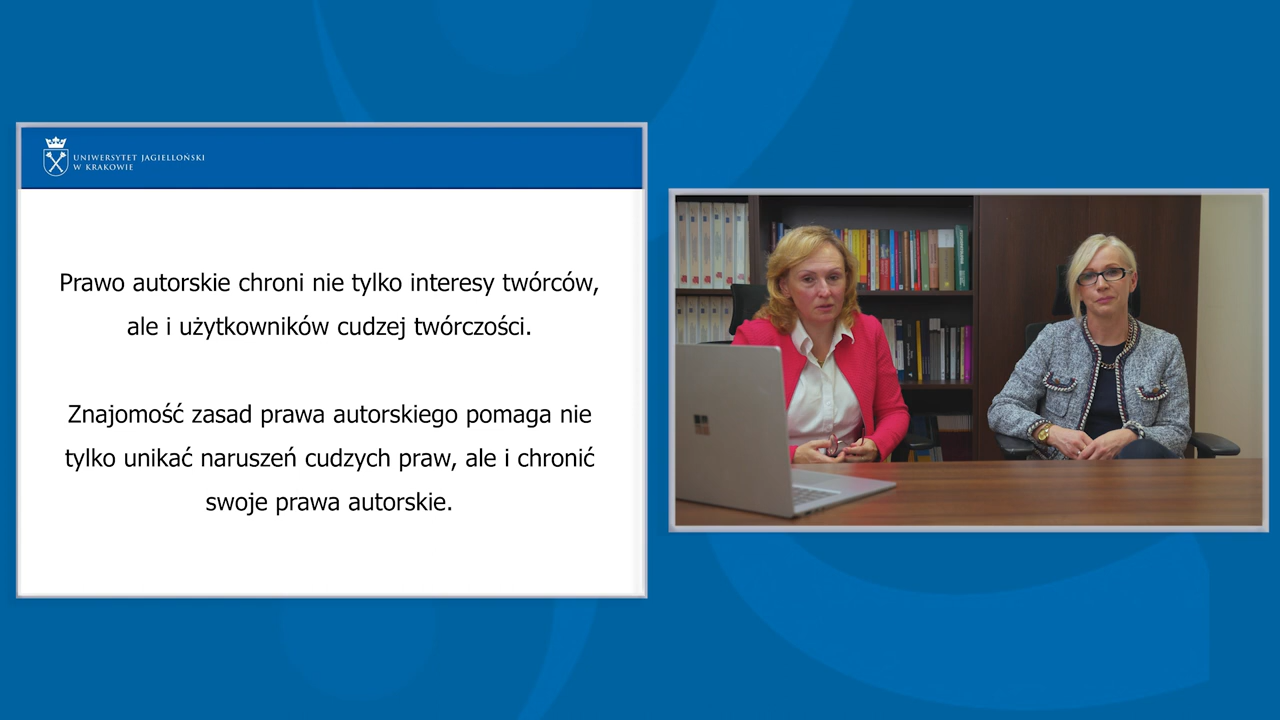 UNIWERSYTET JAGIELLOŃSKI
W KRAKOWIE
Prawo autorskie chroni nie tylko interesy twórców,
ale i użytkowników cudzej twórczości.
Znajomość zasad prawa autorskiego pomaga nie
tylko unikać naruszeń cudzych praw, ale i chronić
swoje prawa autorskie.